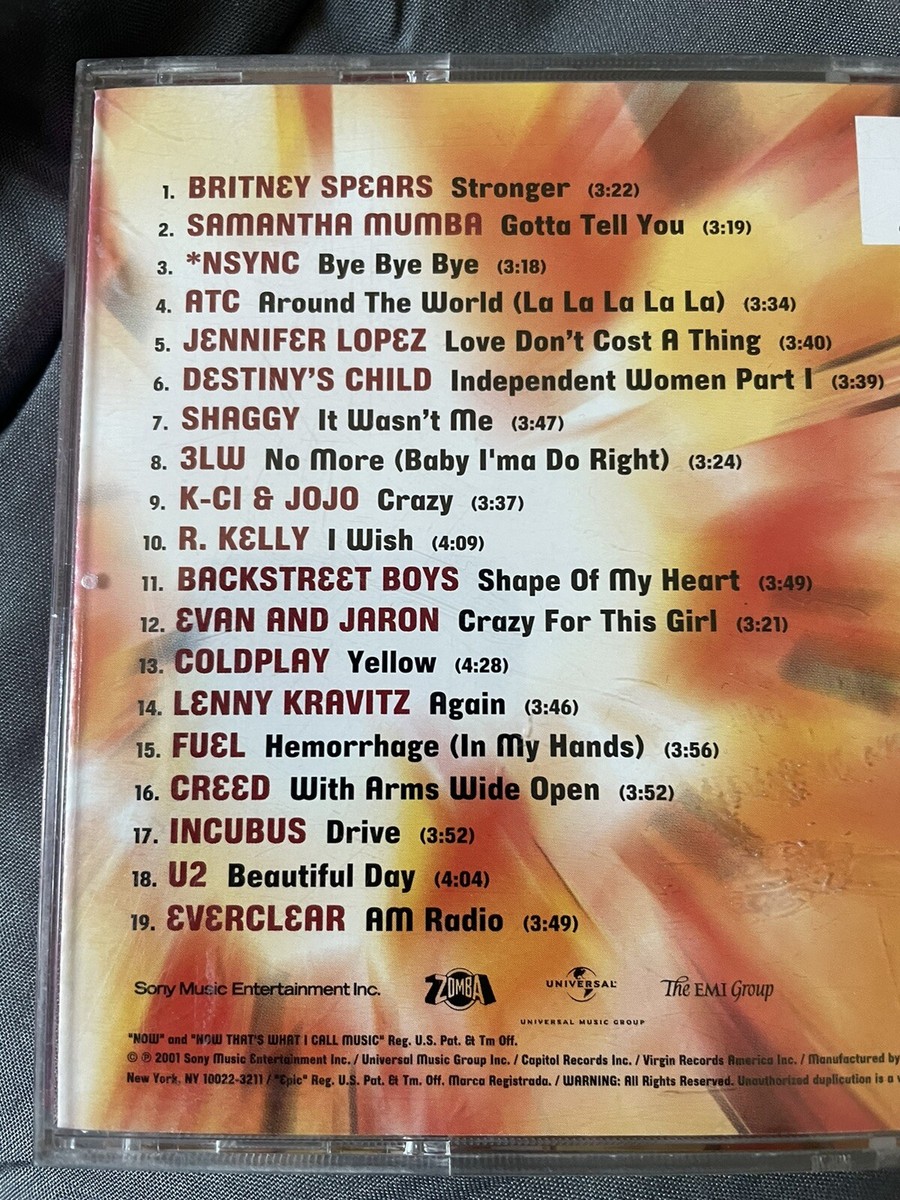 1. BRITNEY SPEARS Stronger (3:22)
2. SAMANTHA MUMBA Gotta Tell You (3:19)
3. *NSYNC Bye Bye Bye (3:18)
4. ATC Around The World (La La La La La) (3:34)
5. JENNIFER LOPEZ Love Don't Cost A Thing (3:40)
6. DESTINY'S CHILD Independent Women Part I (3:39)
7. SHAGGY It Wasn't Me (3:47)
8. 3LW No More (Baby I'ma Do Right) (3:24)
9. K-CI & JOJO Crazy (3:37)
10. R. KELLY I Wish (4:09)
11. BACKSTREET BOYS Shape Of My Heart (3:49)
12. EVAN AND JARON Crazy For This Girl (3:21)
13. COLDPLAY Yellow (4:28)
14. LENNY KRAVITZ Again (3:46)
15. FUEL Hemorrhage (In My Hands) (3:56)
16. CREED With Arms Wide Open (3:52)
17. INCUBUS Drive (3:52)
18. U2 Beautiful Day (4:04)
19. EVERCLEAR AM Radio (3:49)
Sony Music Entertainment Inc. ZOMBA UNIVERSAL The EMI Group
UNIVERSAL MUSIC GROUP
"NOW" and "NOW THAT'S WHAT I CALL MUSIC" Reg. U.S. Pat. & Tm Off.
© ℗ 2001 Sony Music Entertainment Inc. / Universal Music Group Inc. / Capitol Records Inc. / Virgin Records America Inc. / Manufactured by
New York, NY 10022-3211 / "Epic" Reg. U.S. Pat. & Tm. Off. Marca Registrada. / WARNING: All Rights Reserved. Unauthorized duplication is a